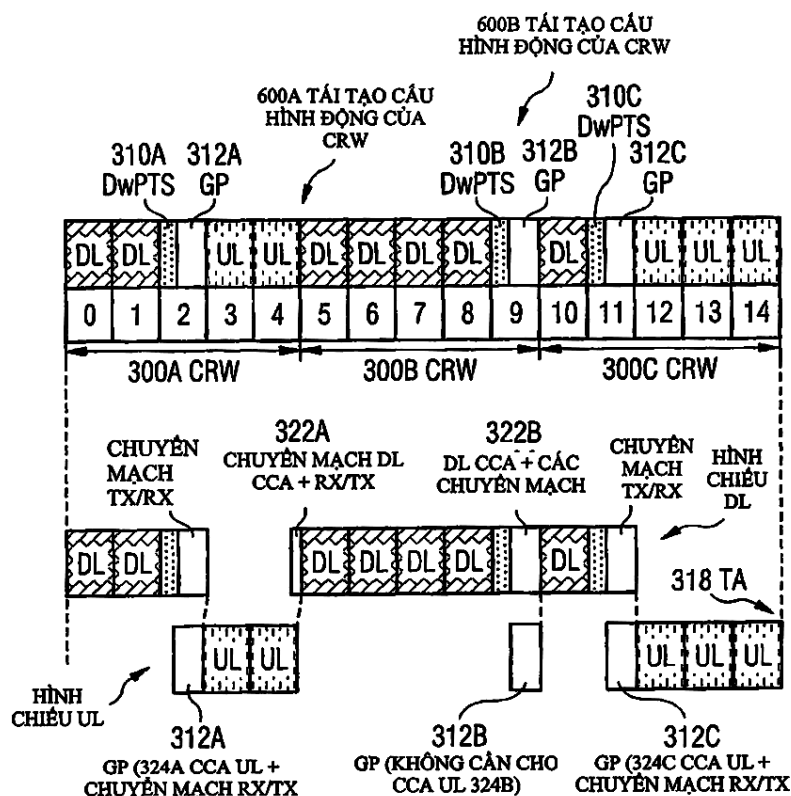 600B TÁI TẠO CẤU
HÌNH ĐỘNG CỦA CRW
600A TÁI TẠO CẤU
HÌNH ĐỘNG CỦA
CRW
310C
DwPTS
310A
DwPTS
312A
GP
310B
DwPTS
312B
GP
312C
GP
DL DL UL UL DL DL DL DL DL UL UL UL
0 1 2 3 4 5 6 7 8 9 10 11 12 13 14
300A CRW 300B CRW 300C CRW
CHUYỂN
MẠCH
TX/RX
322A
CHUYỂN MẠCH DL
CCA + RX/TX
322B
DL CCA + CÁC
CHUYỂN MẠCH
CHUYỂN
MẠCH
TX/RX
HÌNH
CHIẾU
DL
DL DL DL DL DL DL DL
318 TA
UL UL UL UL UL
HÌNH
CHIẾU UL
312A
GP (324A CCA UL +
CHUYỂN MẠCH RX/TX)
312B
GP (KHÔNG CẦN CHO
CCA UL 324B)
312C
GP (324C CCA UL +
CHUYỂN MẠCH RX/TX)